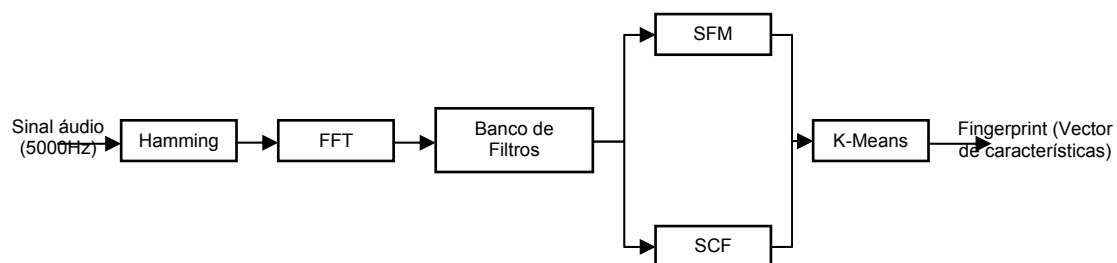 Sinal áudio
(5000Hz)
Hamming
FFT
Banco de
Filtros
SFM
SCF
K-Means
Fingerprint (Vector
de características)